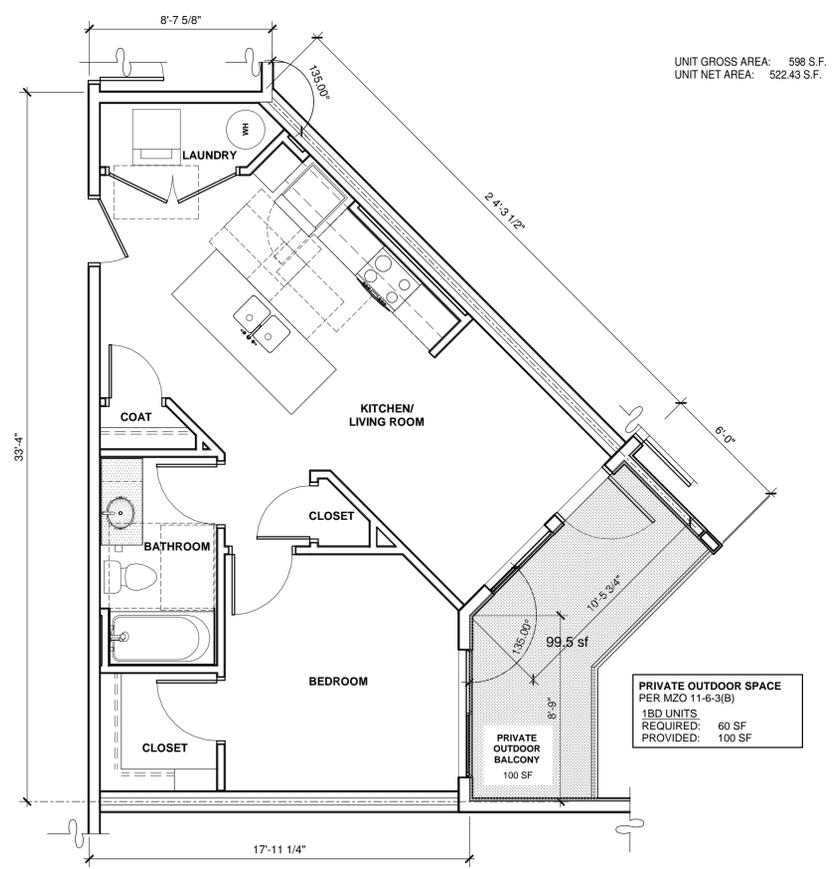 8'-7 5/8"
UNIT GROSS AREA: 598 S.F.
UNIT NET AREA: 522.43 S.F.
135.00°
WH
LAUNDRY
2 4'-3 1/2"
KITCHEN/
LIVING ROOM
COAT
6'-0"
33'-4"
CLOSET
BATHROOM
10'-5 3/4"
135.00°
99.5 sf
BEDROOM
8'-9"
PRIVATE OUTDOOR SPACE
PER MZO 11-6-3(B)
1BD UNITS
REQUIRED: 60 SF
PROVIDED: 100 SF
CLOSET
PRIVATE
OUTDOOR
BALCONY
100 SF
17'-11 1/4"